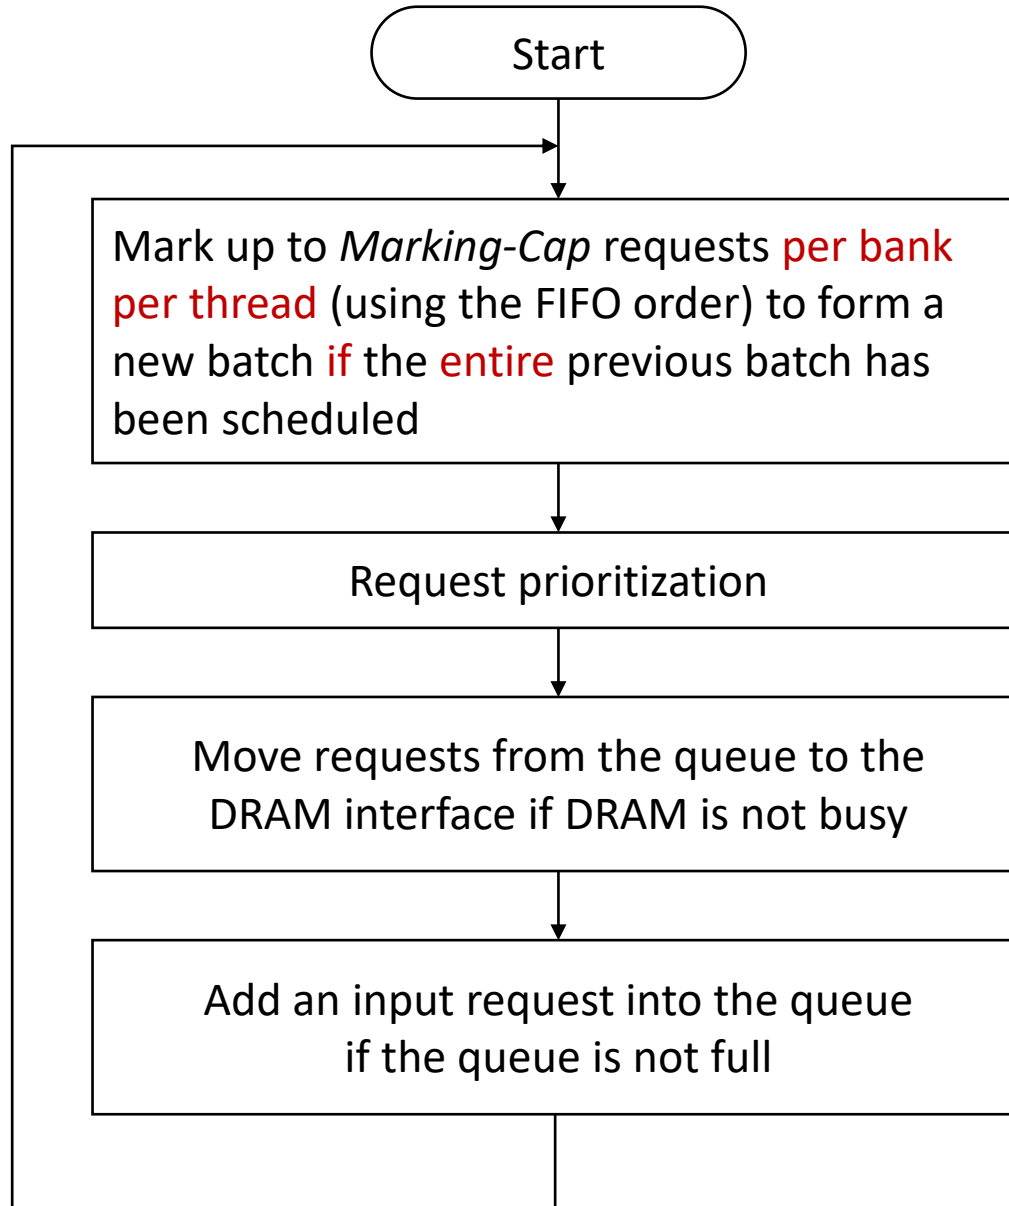 Start
Mark up to Marking-Cap requests per bank
per thread (using the FIFO order) to form a
new batch if the entire previous batch has
been scheduled
Request prioritization
Move requests from the queue to the
DRAM interface if DRAM is not busy
Add an input request into the queue
if the queue is not full